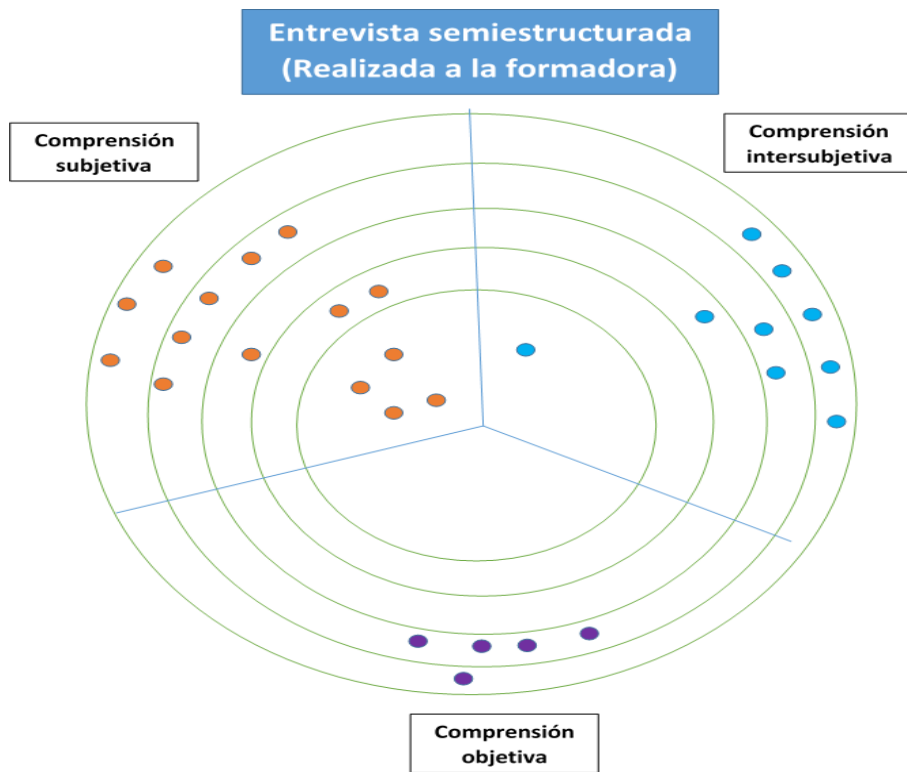 Entrevista semiestructurada
(Realizada a la formadora)
Comprensión
subjetiva
Comprensión
intersubjetiva
Comprensión
objetiva